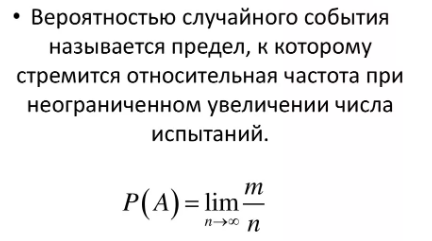 • Вероятностью случайного события
называется предел, к которому
стремится относительная частота при
неограниченном увеличении числа
испытаний.
P(A) = lim m/n
n→∞